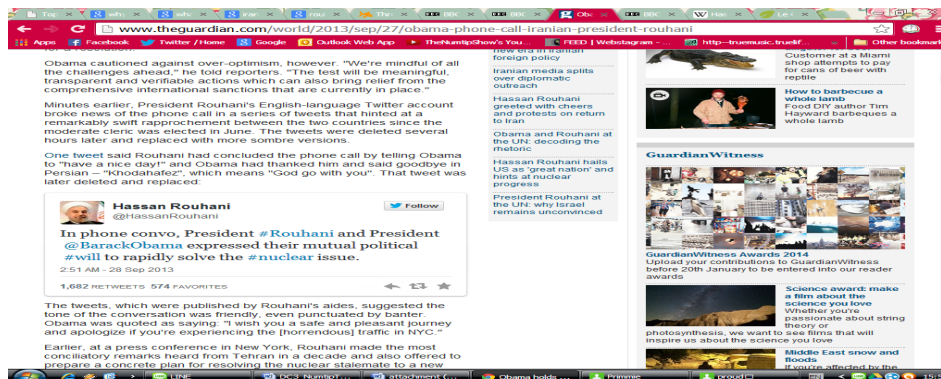 www.theguardian.com/world/2013/sep/27/obama-phone-call-iranian-president-rouhani
Apps
Facebook
Twitter / Home
Google
Outlook Web App
TheNumtipShow's You...
FEED | Webstagram - ...
http--truemusic.truelif...
Other bookmark
Obama cautioned against over-optimism, however. "We're mindful of all
the challenges ahead," he told reporters. "The test will be meaningful,
transparent and verifiable actions which can also bring relief from the
comprehensive international sanctions that are currently in place."
Minutes earlier, President Rouhani's English-language Twitter account
broke news of the phone call in a series of tweets that hinted at a
remarkably swift rapprochement between the two countries since the
moderate cleric was elected in June. The tweets were deleted several
hours later and replaced with more sombre versions.
One tweet said Rouhani had concluded the phone call by telling Obama
to "have a nice day!" and Obama had thanked him and said goodbye in
Persian – "Khodahafez", which means "God go with you". That tweet was
later deleted and replaced:
Hassan Rouhani
@HassanRouhani
Follow
In phone convo, President #Rouhani and President
@BarackObama expressed their mutual political
#will to rapidly solve the #nuclear issue.
2:51 AM - 28 Sep 2013
1,682 RETWEETS 574 FAVORITES
The tweets, which were published by Rouhani's aides, suggested the
tone of the conversation was friendly, even punctuated by banter.
Obama was quoted as saying: "I wish you a safe and pleasant journey
and apologize if you're experiencing the [horrendous] traffic in NYC."
Earlier, at a press conference in New York, Rouhani made the most
conciliatory remarks heard from Tehran in a decade and also offered to
prepare a concrete plan for resolving the nuclear stalemate to a new
new era in Iranian
foreign policy
Iranian media splits
over diplomatic
outreach
Hassan Rouhani
greeted with cheers
and protests on return
to Iran
Obama and Rouhani at
the UN: decoding the
rhetoric
Hassan Rouhani hails
US as 'great nation' and
hints at nuclear
progress
President Rouhani at
the UN: why Israel
remains unconvinced
Customer at a Miami
shop attempts to pay
for cans of beer with
reptile
How to barbecue a
whole lamb
Food DIY author Tim
Hayward barbeques a
whole lamb
GuardianWitness
GuardianWitness Awards 2014
Upload your contributions to GuardianWitness
before 20th January to be entered into our reader
awards
Science award: make
a film about the
science you love
Whether you're
passionate about string
theory or
photosynthesis, we want to see films that will
inspire us about the science you love
Middle East snow and
floods
If you're affected by the
LINE
attachment (
Obama holds ...
Primmie
proud